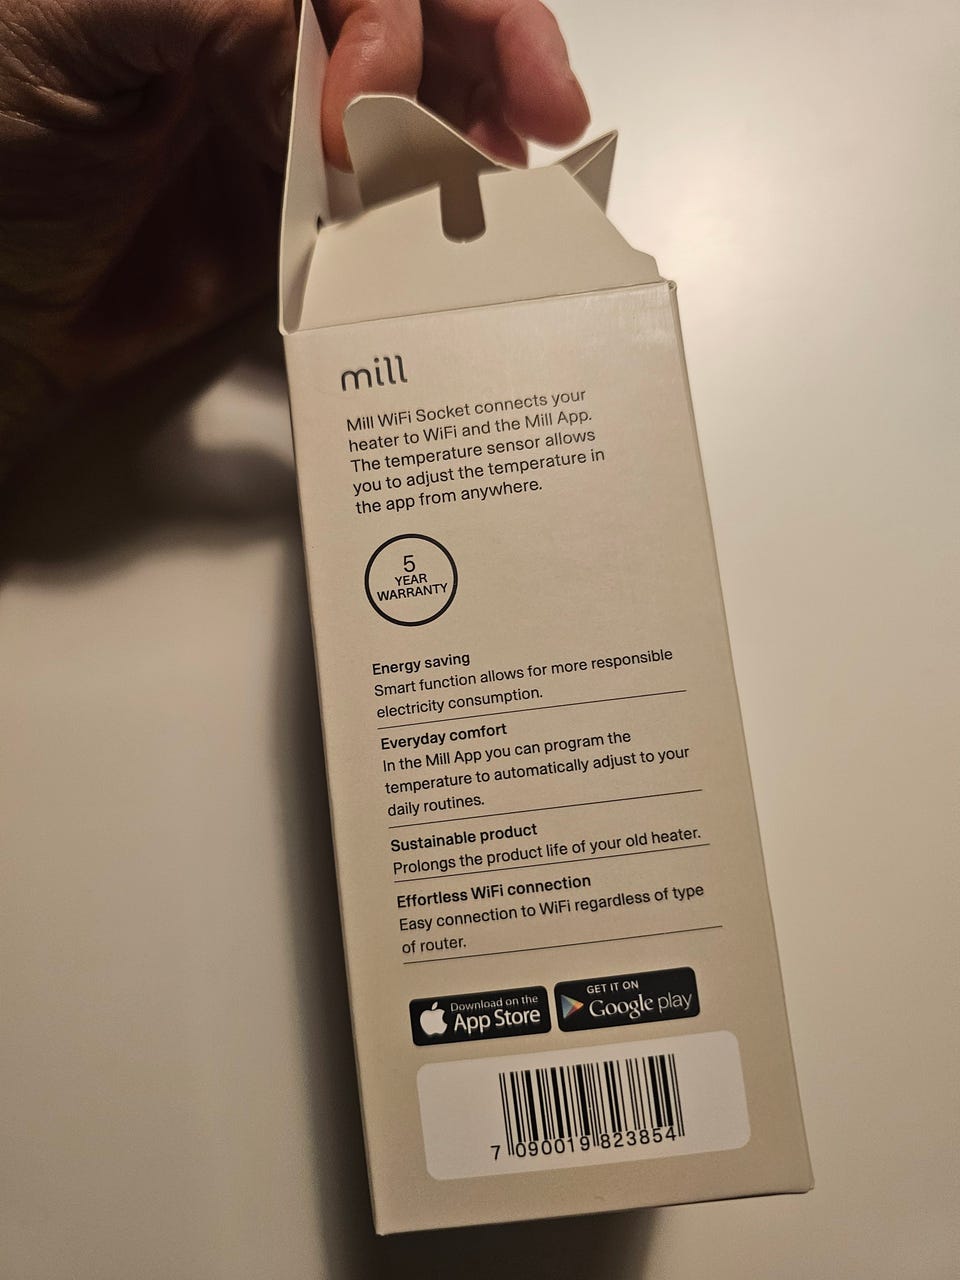 mill
Mill WiFi Socket connects your
heater to WiFi and the Mill App.
The temperature sensor allows
you to adjust the temperature in
the app from anywhere.
5
YEAR
WARRANTY
Energy saving
Smart function allows for more responsible
electricity consumption.
Everyday comfort
In the Mill App you can program the
temperature to automatically adjust to your
daily routines.
Sustainable product
Prolongs the product life of your old heater.
Effortless WiFi connection
Easy connection to WiFi regardless of type
of router.
Download on the
App Store
GET IT ON
Google play
7 090019 823854